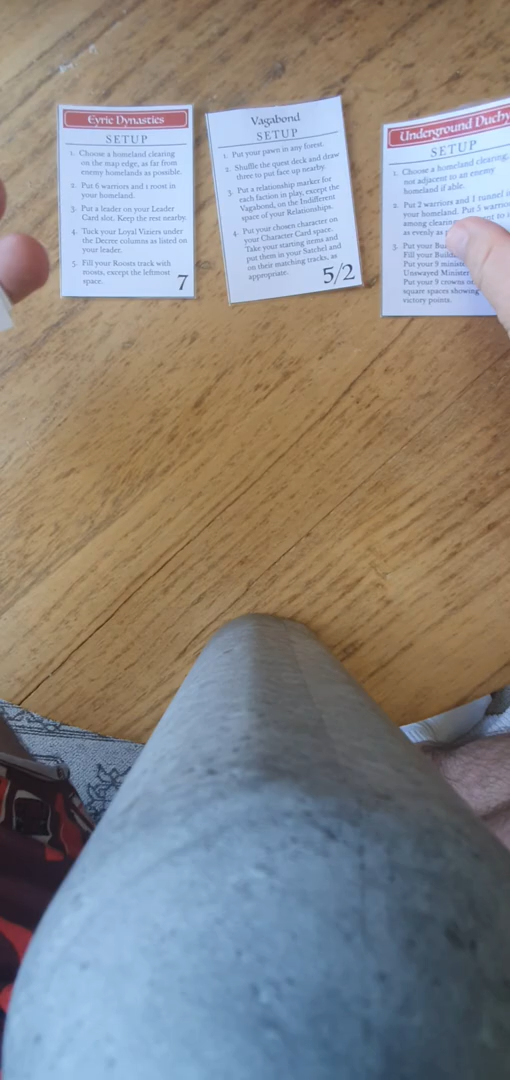 Eyrie Dynasties
SETUP
1. Choose a homeland clearing
on the map edge, as far from
enemy homelands as possible.
2. Put 6 warriors and 1 roost in
your homeland.
3. Put a leader on your Leader
Card slot. Keep the rest nearby.
4. Tuck your Loyal Viziers under
the Decree columns as listed on
your leader.
5. Fill your Roosts track with
roosts, except the leftmost
space.
7
Vagabond
SETUP
1. Put your pawn in any forest.
2. Shuffle the quest deck and draw
three to put face up nearby.
3. Put a relationship marker for
each faction in play, except the
Vagabond, on the Indifferent
space of your Relationships.
4. Put your chosen character on
your Character Card space.
Take your starting items and
put them in your Satchel and
on their matching tracks, as
appropriate.
5/2
Underground Duchy
SETUP
1. Choose a homeland clearing,
not adjacent to an enemy
homeland if able.
2. Put 2 warriors and 1 tunnel
your homeland. Put 5
among
as evenly as
3. Put your
Fill your
Put your 9
Unswayed
Put your 9 crowns
square spaces showing
victory points.